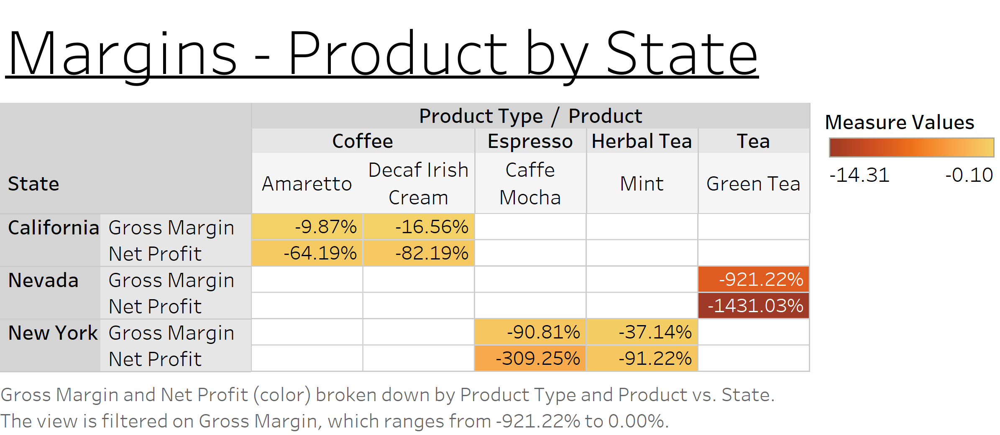 Margins - Product by State
Product Type / Product
Measure Values
Coffee Espresso Herbal Tea Tea
-14.31 -0.10
State Amaretto Decaf Irish Cream Caffe Mocha Mint Green Tea
California Gross Margin -9.87% -16.56%
Net Profit -64.19% -82.19%
Nevada Gross Margin -921.22%
Net Profit -1431.03%
New York Gross Margin -90.81% -37.14%
Net Profit -309.25% -91.22%
Gross Margin and Net Profit (color) broken down by Product Type and Product vs. State.
The view is filtered on Gross Margin, which ranges from -921.22% to 0.00%.